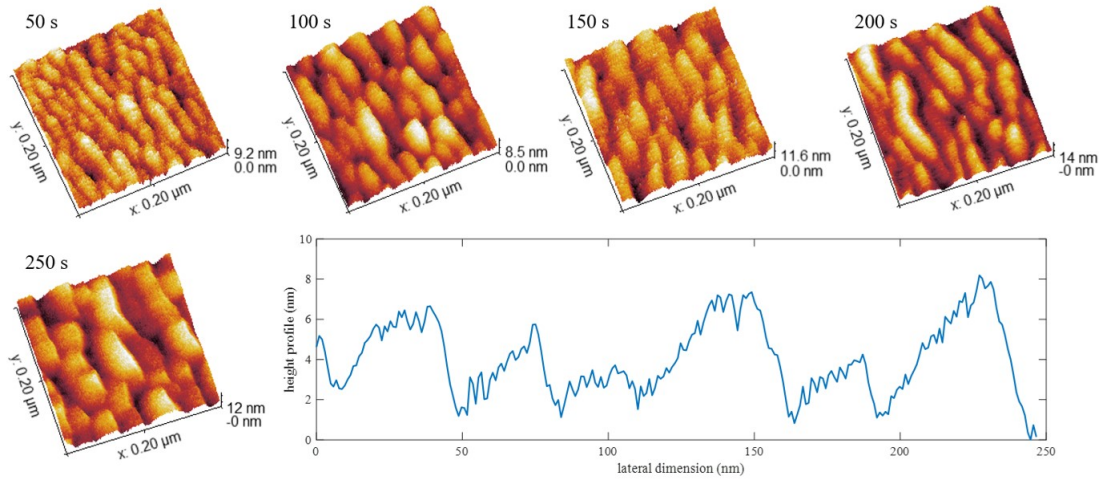 50 s
100 s
150 s
200 s
y: 0.20 µm
x: 0.20 µm
9.2 nm
0.0 nm
y: 0.20 µm
x: 0.20 µm
8.5 nm
0.0 nm
y: 0.20 µm
x: 0.20 µm
11.6 nm
0.0 nm
y: 0.20 µm
x: 0.20 µm
14 nm
-0 nm
250 s
y: 0.20 µm
x: 0.20 µm
12 nm
-0 nm
10
8
6
4
2
0
height profile (nm)
0 50 100 150 200 250
lateral dimension (nm)